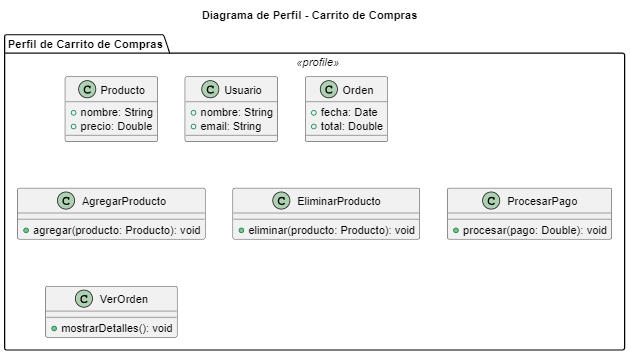 Diagrama de Perfil - Carrito de Compras
Perfil de Carrito de Compras
«profile»
C Producto
nombre: String
precio: Double
C Usuario
nombre: String
email: String
C Orden
fecha: Date
total: Double
C AgregarProducto
agregar(producto: Producto): void
C EliminarProducto
eliminar(producto: Producto): void
C ProcesarPago
procesar(pago: Double): void
C VerOrden
mostrarDetalles(): void